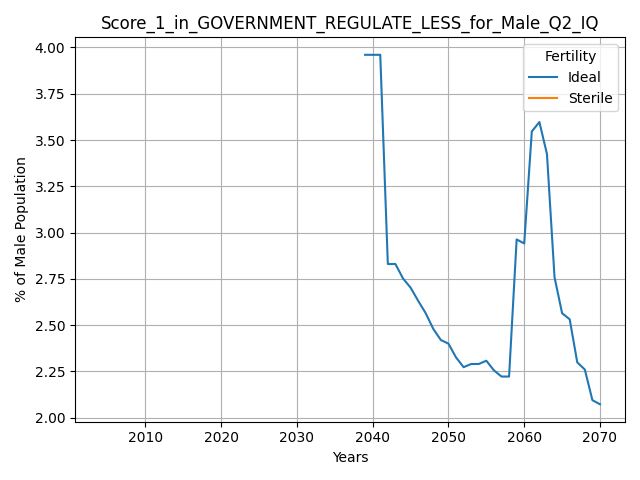 Score_1_in_GOVERNMENT_REGULATE_LESS_for_Male_Q2_IQ
% of Male Population
4.00
3.75
3.50
3.25
3.00
2.75
2.50
2.25
2.00
Fertility
Ideal
Sterile
2010 2020 2030 2040 2050 2060 2070
Years